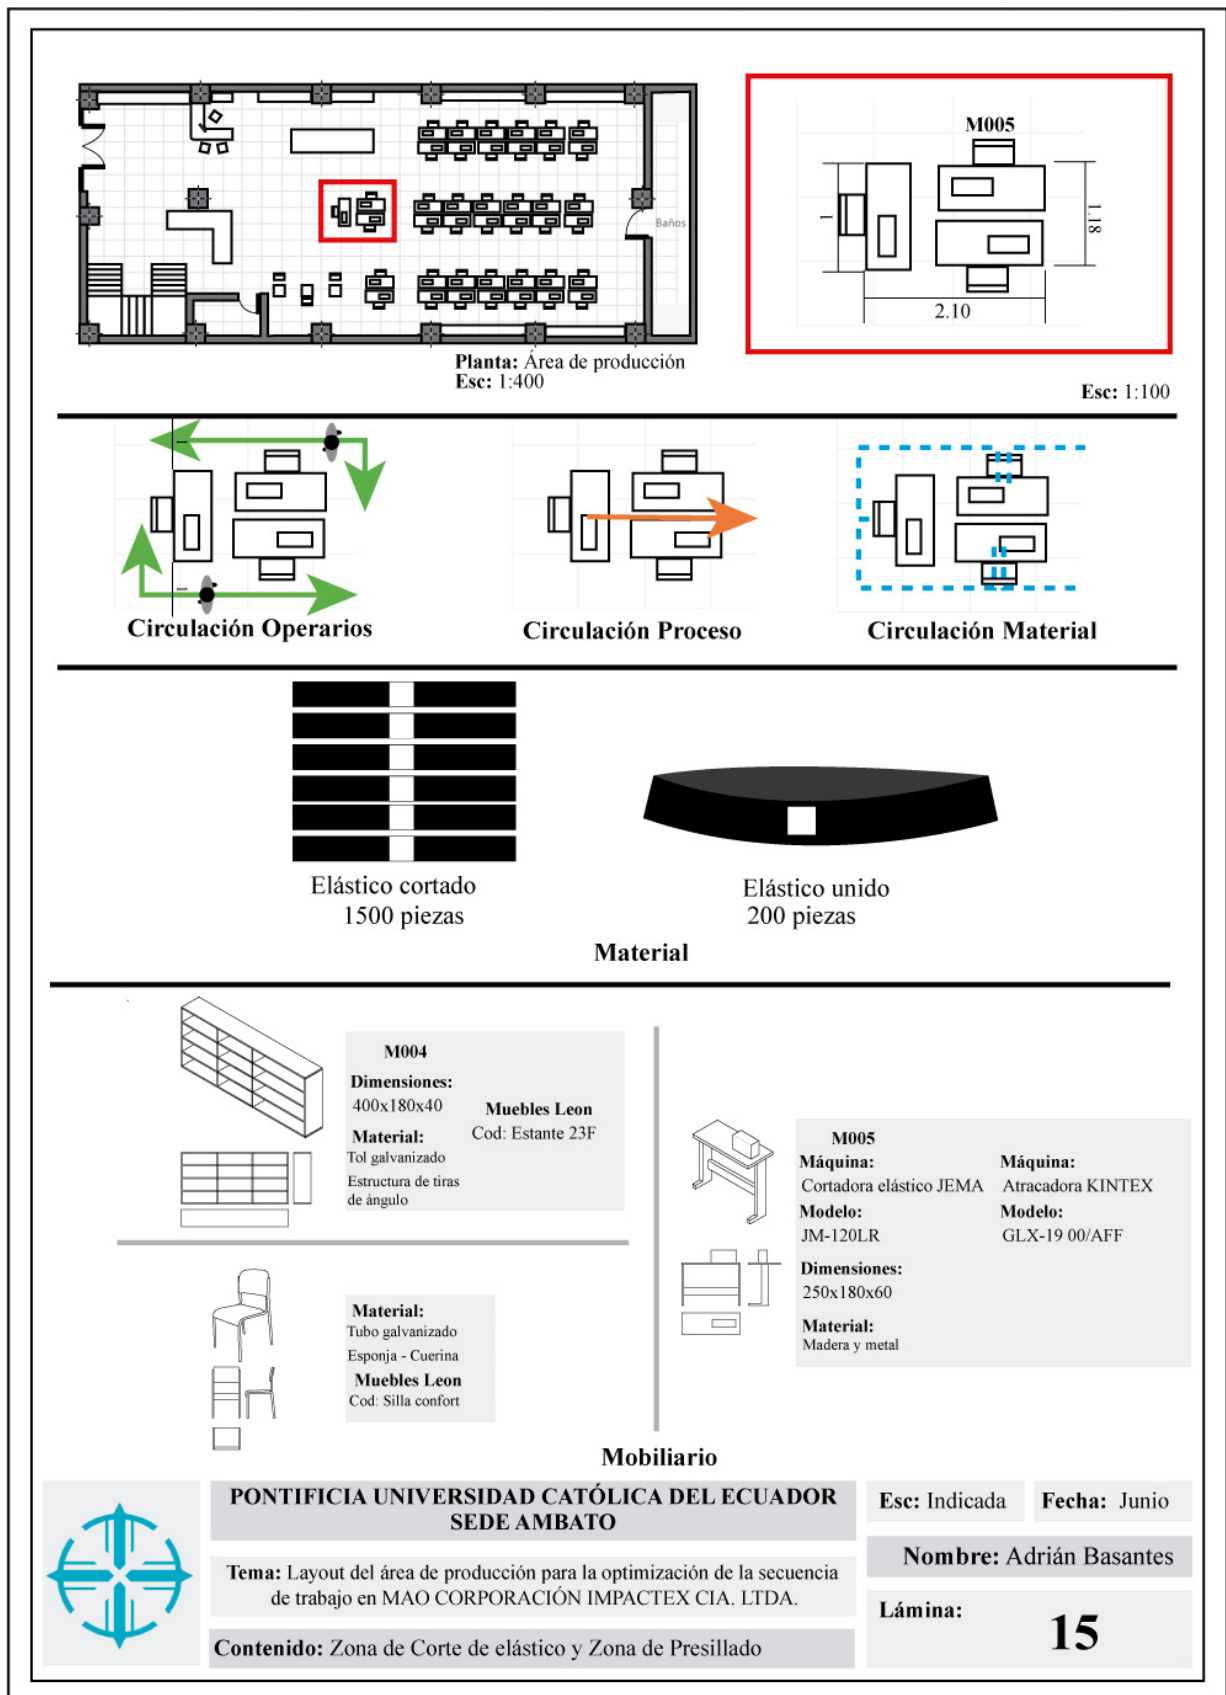 M005
1
1.18
2.10
Baños
Planta: Área de producción
Esc: 1:400
Esc: 1:100
1
1
Circulación Operarios
Circulación Proceso
Circulación Material
Elástico cortado
1500 piezas
Elástico unido
200 piezas
Material
M004
Dimensiones:
400x180x40
Material:
Tol galvanizado
Estructura de tiras
de ángulo
Muebles Leon
Cod: Estante 23F
M005
Máquina:
Cortadora elástico JEMA
Modelo:
JM-120LR
Máquina:
Atracadora KINTEX
Modelo:
GLX-19 00/AFF
Dimensiones:
250x180x60
Material:
Madera y metal
Material:
Tubo galvanizado
Esponja - Cuerina
Muebles Leon
Cod: Silla confort
Mobiliario
PONTIFICIA UNIVERSIDAD CATÓLICA DEL ECUADOR
SEDE AMBATO
Tema: Layout del área de producción para la optimización de la secuencia
de trabajo en MAO CORPORACIÓN IMPACTEX CIA. LTDA.
Contenido: Zona de Corte de elástico y Zona de Presillado
Esc: Indicada
Fecha: Junio
Nombre: Adrián Basantes
Lámina:
15